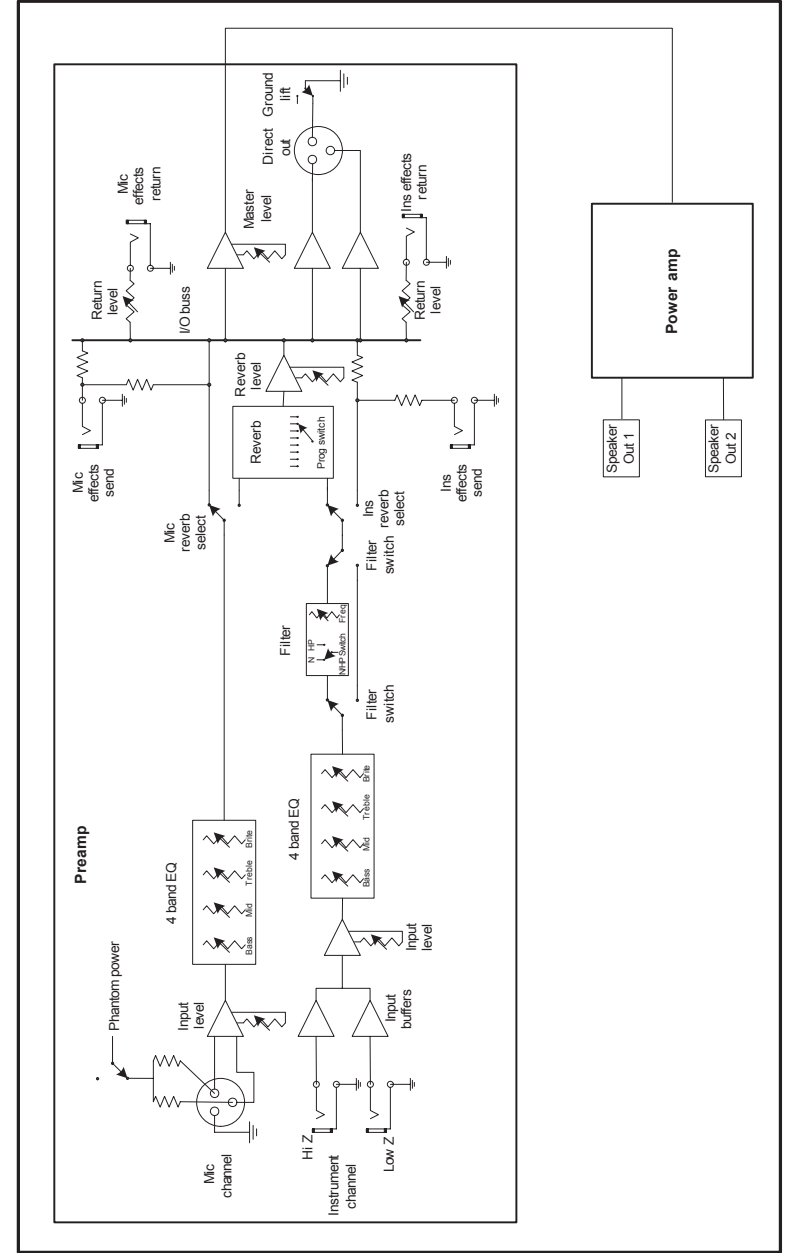 Preamp
Phantom power
Mic
channel
Input
level
4 band EQ
Bass
Mid
Treble
Brite
Mic
reverb
select
Mic
effects
send
Return
level
Mic
effects
return
I/O buss
Master
level
Direct
out
Ground
lift
Reverb
Prog switch
Reverb
level
Hi Z
Low Z
Instrument
channel
Input
buffers
Input
level
4 band EQ
Bass
Mid
Treble
Brite
Filter
switch
Filter
N
HP
NHP Switch
Freq
Filter
switch
Ins
reverb
select
Ins
effects
send
Return
level
Ins effects
return
Power amp
Speaker
Out 1
Speaker
Out 2